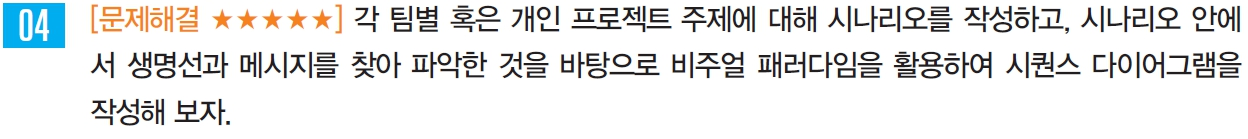 04 [문제해결 ★★★★★] 각 팀별 혹은 개인 프로젝트 주제에 대해 시나리오를 작성하고, 시나리오 안에
서 생명선과 메시지를 찾아 파악한 것을 바탕으로 비주얼 패러다임을 활용하여 시퀀스 다이어그램을
작성해 보자.